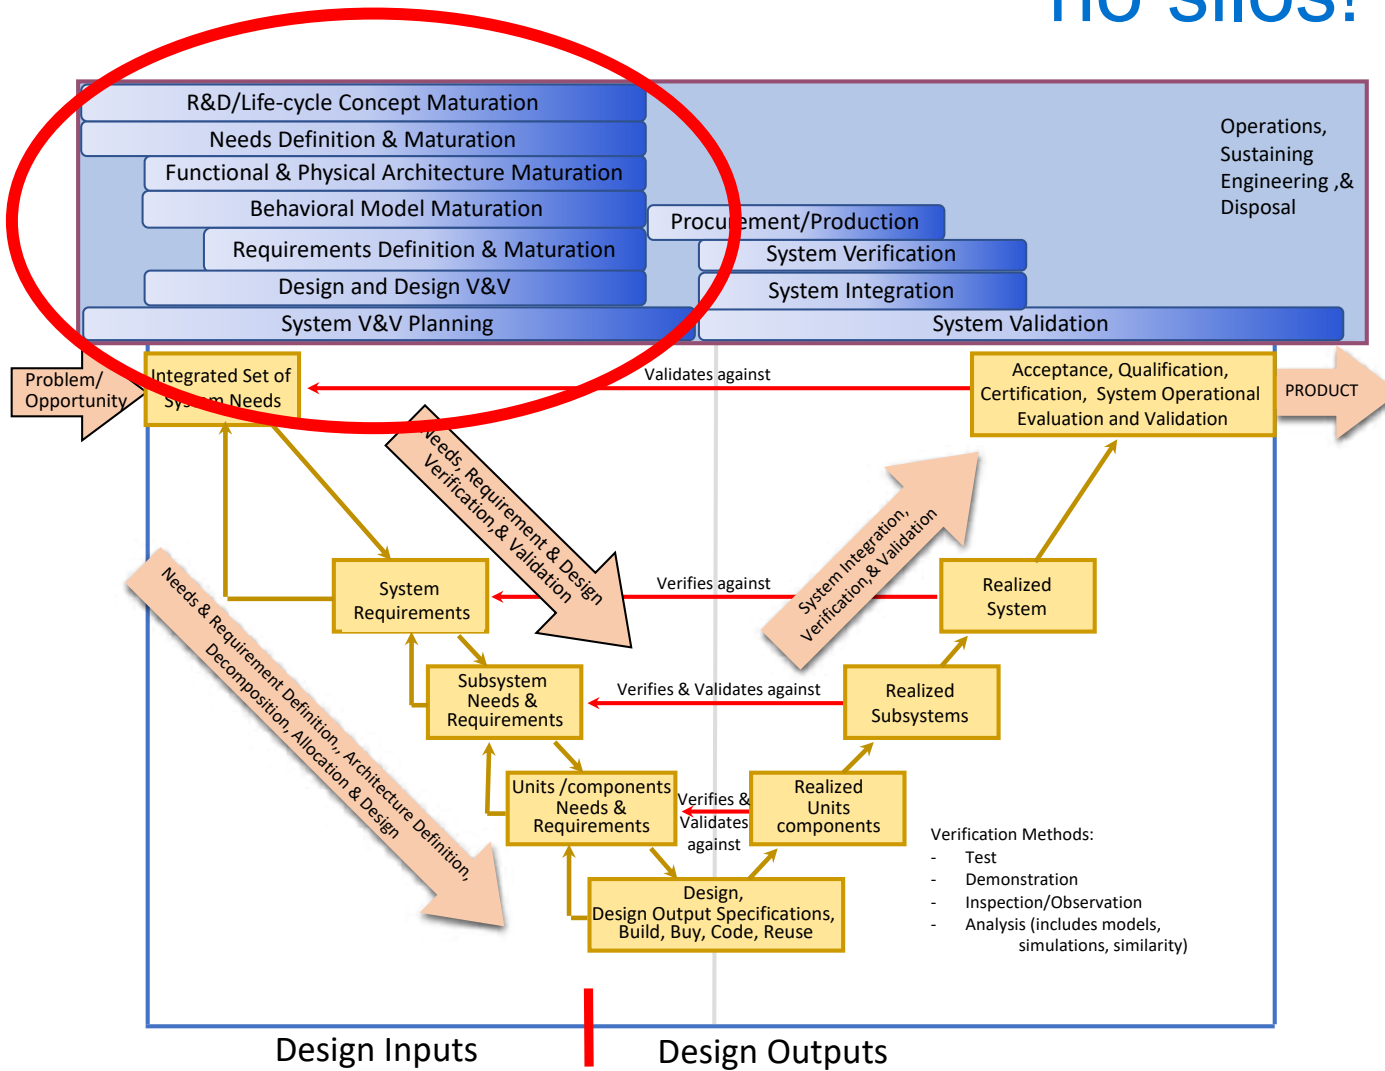 no silos!
R&D/Life-cycle Concept Maturation
Needs Definition & Maturation
Functional & Physical Architecture Maturation
Behavioral Model Maturation
Requirements Definition & Maturation
Design and Design V&V
System V&V Planning
Procurement/Production
System Verification
System Integration
System Validation
Operations,
Sustaining
Engineering ,&
Disposal
Problem/
Opportunity
Integrated Set of
System Needs
Validates against
Acceptance, Qualification,
Certification, System Operational
Evaluation and Validation
PRODUCT
Needs, Requirement & Design
Verification,& Validation
System Integration,
Verification,& Validation
Needs & Requirement Definition,, Architecture Definition,
Decomposition, Allocation & Design
System
Requirements
Verifies against
Realized
System
Subsystem
Needs &
Requirements
Verifies & Validates against
Realized
Subsystems
Units /components
Needs &
Requirements
Verifies &
Validates
against
Realized
Units
components
Design,
Design Output Specifications,
Build, Buy, Code, Reuse
Verification Methods:
- Test
- Demonstration
- Inspection/Observation
- Analysis (includes models,
simulations, similarity)
Design Inputs
Design Outputs